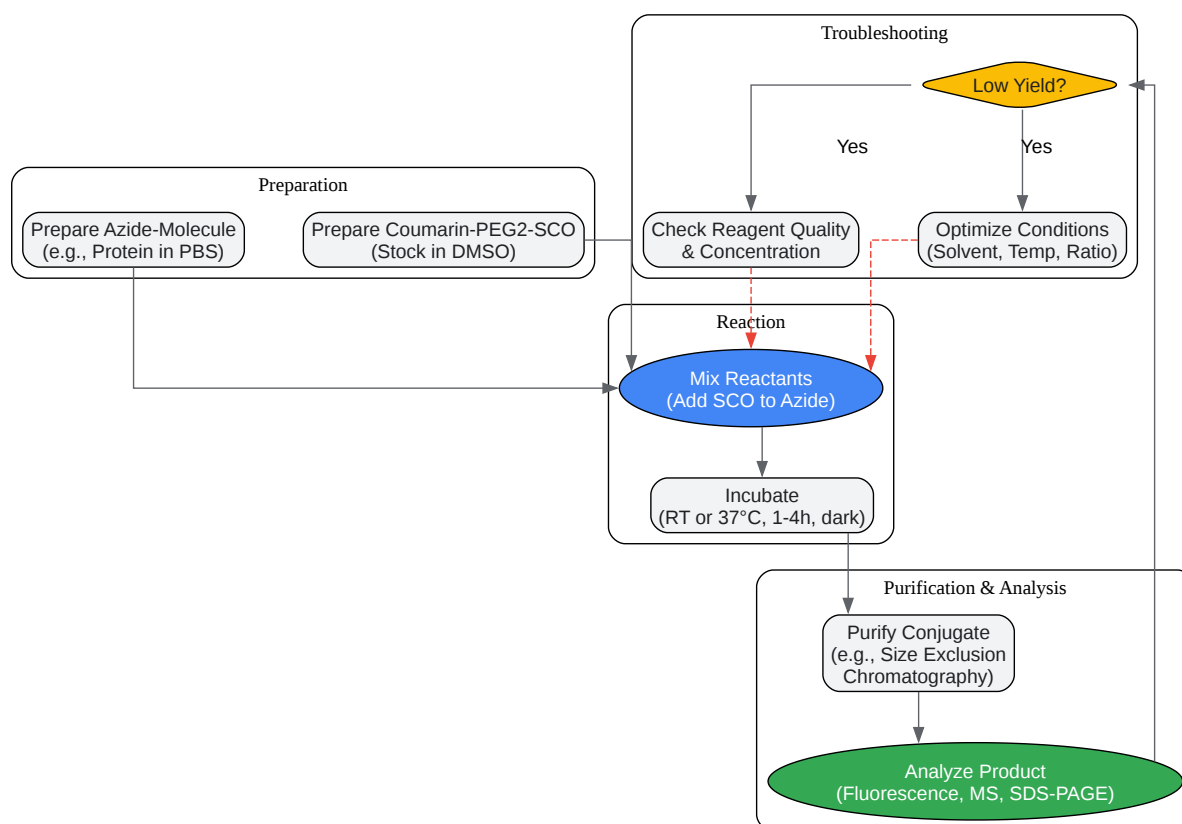 Troubleshooting
Low Yield?
Yes
Yes
Preparation
Prepare Azide-Molecule
(e.g., Protein in PBS)
Prepare Coumarin-PEG2-SCO
(Stock in DMSO)
Check Reagent Quality
& Concentration
Optimize Conditions
(Solvent, Temp, Ratio)
Reaction
Mix Reactants
(Add SCO to Azide)
Incubate
(RT or 37°C, 1-4h, dark)
Purification & Analysis
Purify Conjugate
(e.g., Size Exclusion
Chromatography)
Analyze Product
(Fluorescence, MS, SDS-PAGE)